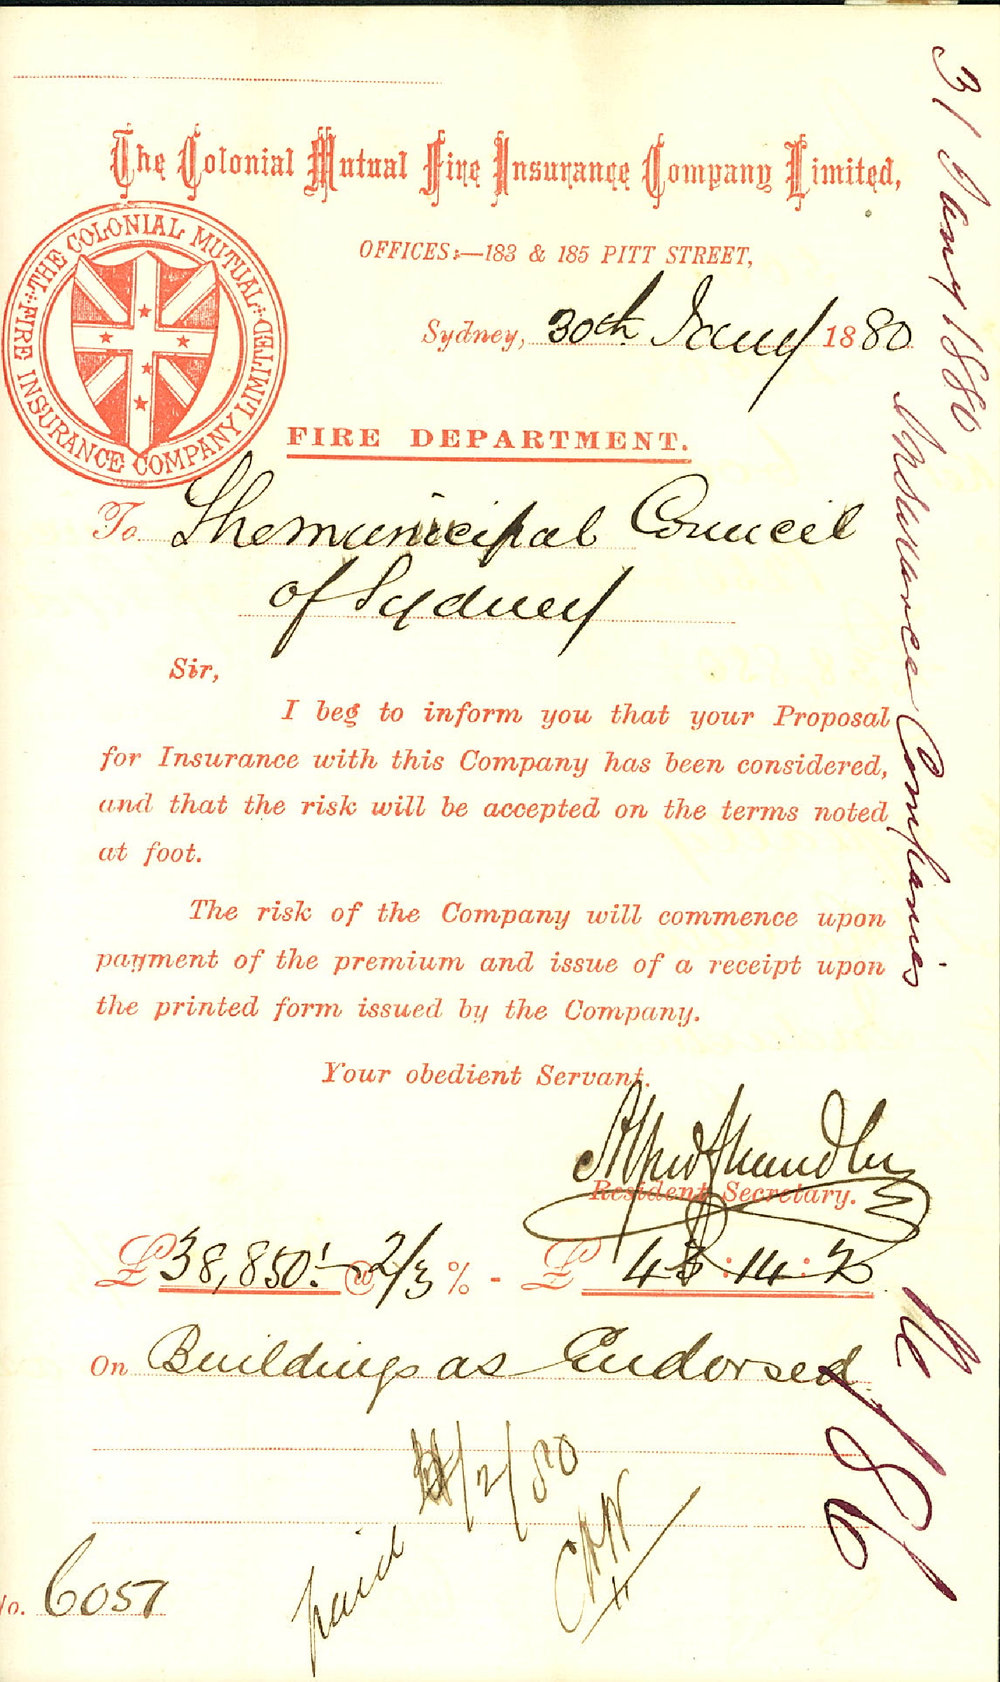 The Colonial Mutual Fire Insurance Company Limited,
THE COLONIAL MUTUAL
FIRE INSURANCE COMPANY LIMITED
OFFICES:—183 & 185 PITT STREET,
Sydney, 30th Jany 1880
FIRE DEPARTMENT.
To The Municipal Council
of Sydney
Sir,
I beg to inform you that your Proposal
for Insurance with this Company has been considered,
and that the risk will be accepted on the terms noted
at foot.
The risk of the Company will commence upon
payment of the premium and issue of a receipt upon
the printed form issued by the Company.
Your obedient Servant.
Alfred
Resident Secretary.
£38,850:- @ 2/3 % - £ 43:14:2
On Buildings as Endorsed
paid /2/80
No. 6057
31 Jany 1880
Insurance Companies
186